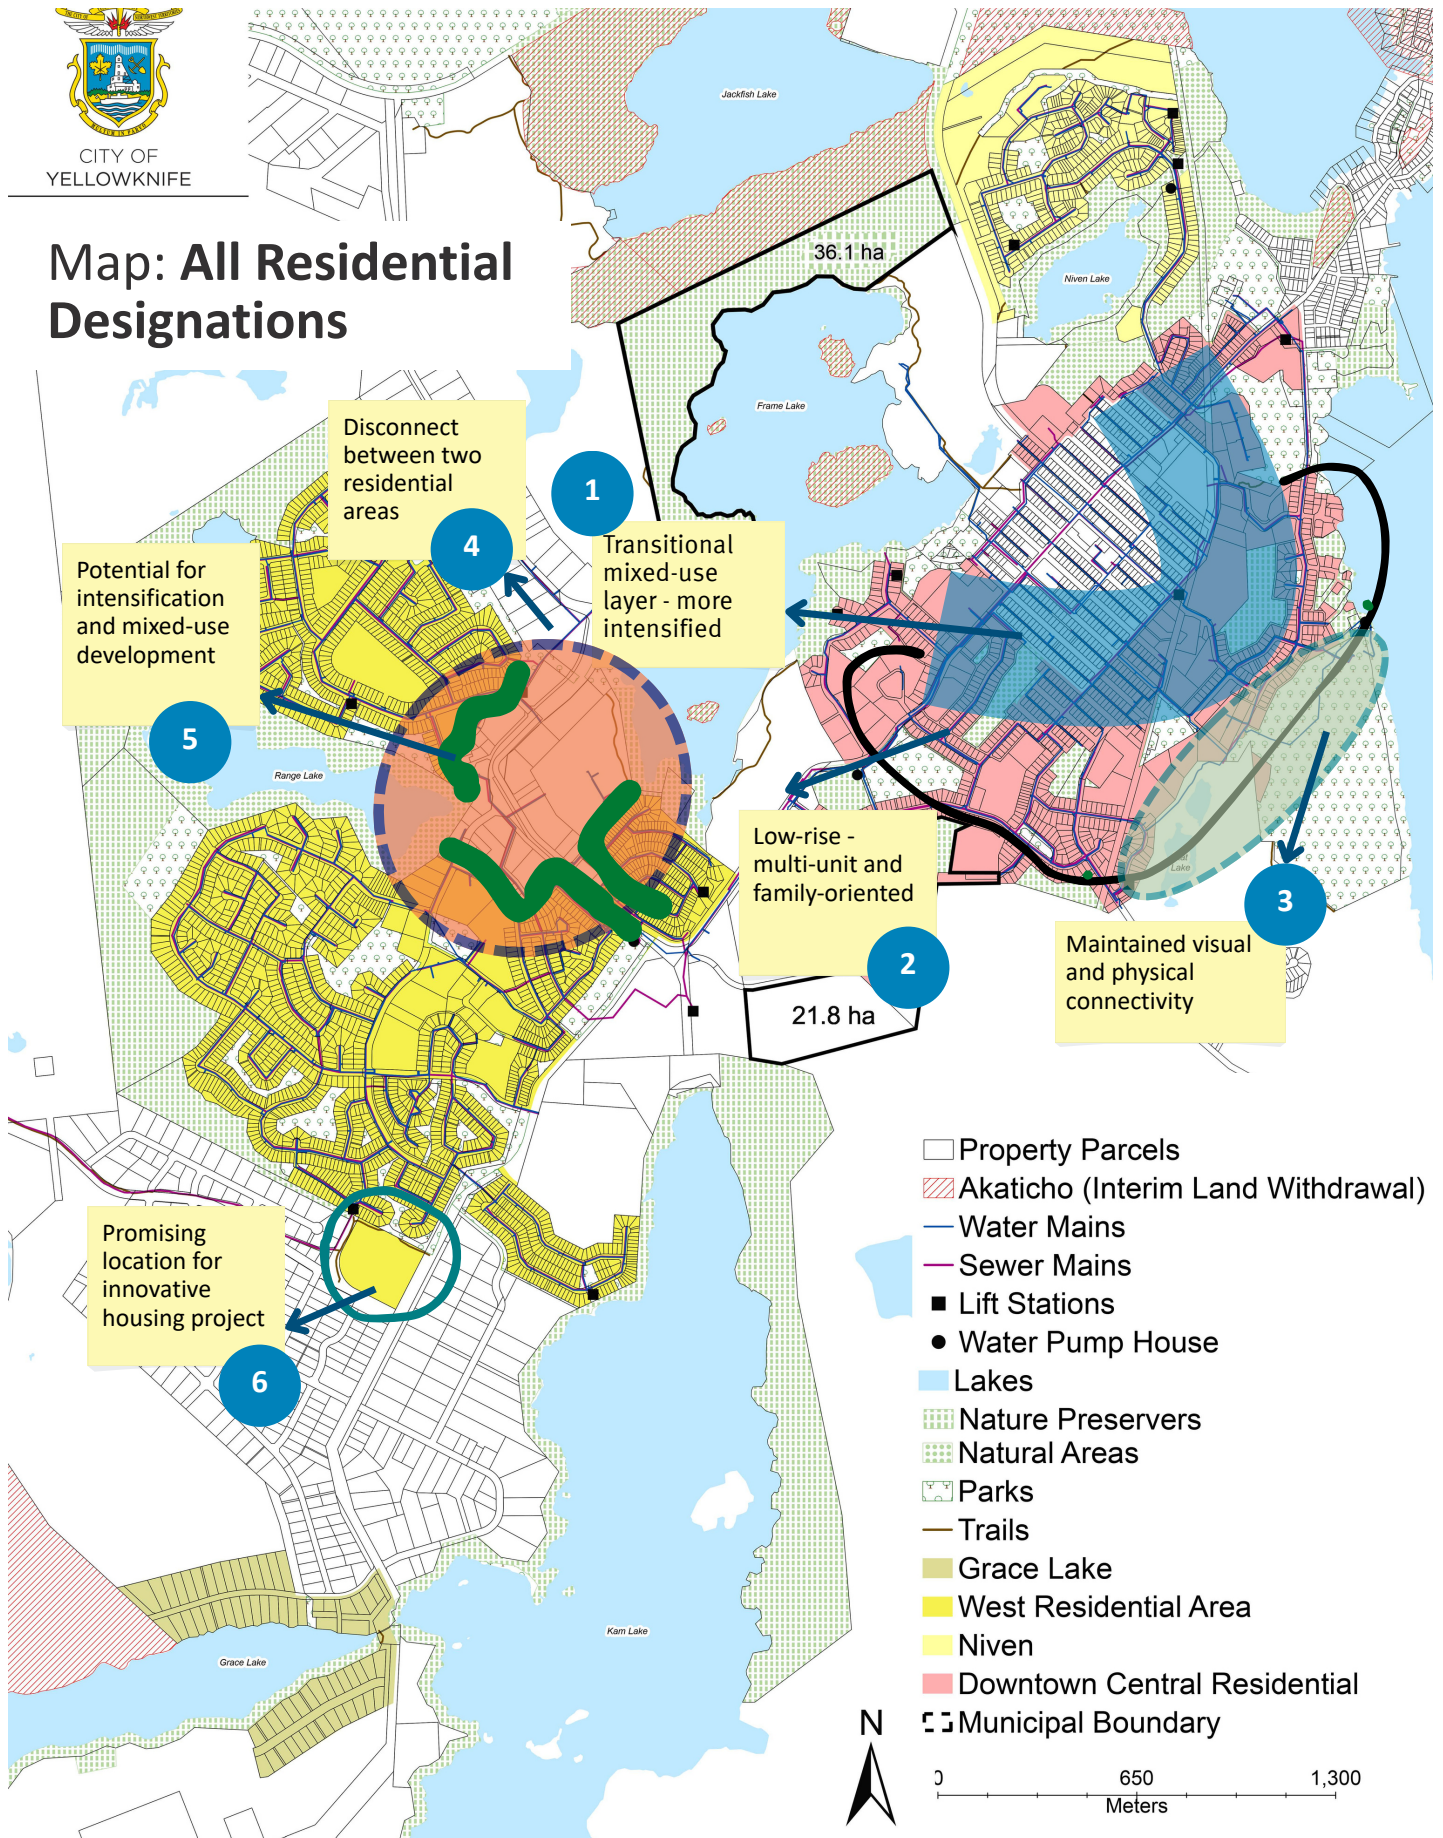 CITY OF
YELLOWKNIFE
Map: All Residential
Designations
Jackfish Lake
36.1 ha
Niven Lake
Frame Lake
Disconnect
between two
residential
areas
4
1
Transitional
mixed-use
layer - more
intensified
Potential for
intensification
and mixed-use
development
5
Range Lake
Low-rise -
multi-unit and
family-oriented
2
Lake
3
Maintained visual
and physical
connectivity
21.8 ha
Promising
location for
innovative
housing project
6
Kam Lake
Grace Lake
Property Parcels
Akaticho (Interim Land Withdrawal)
Water Mains
Sewer Mains
Lift Stations
Water Pump House
Lakes
Nature Preservers
Natural Areas
Parks
Trails
Grace Lake
West Residential Area
Niven
Downtown Central Residential
Municipal Boundary
N
0 650 1,300
Meters